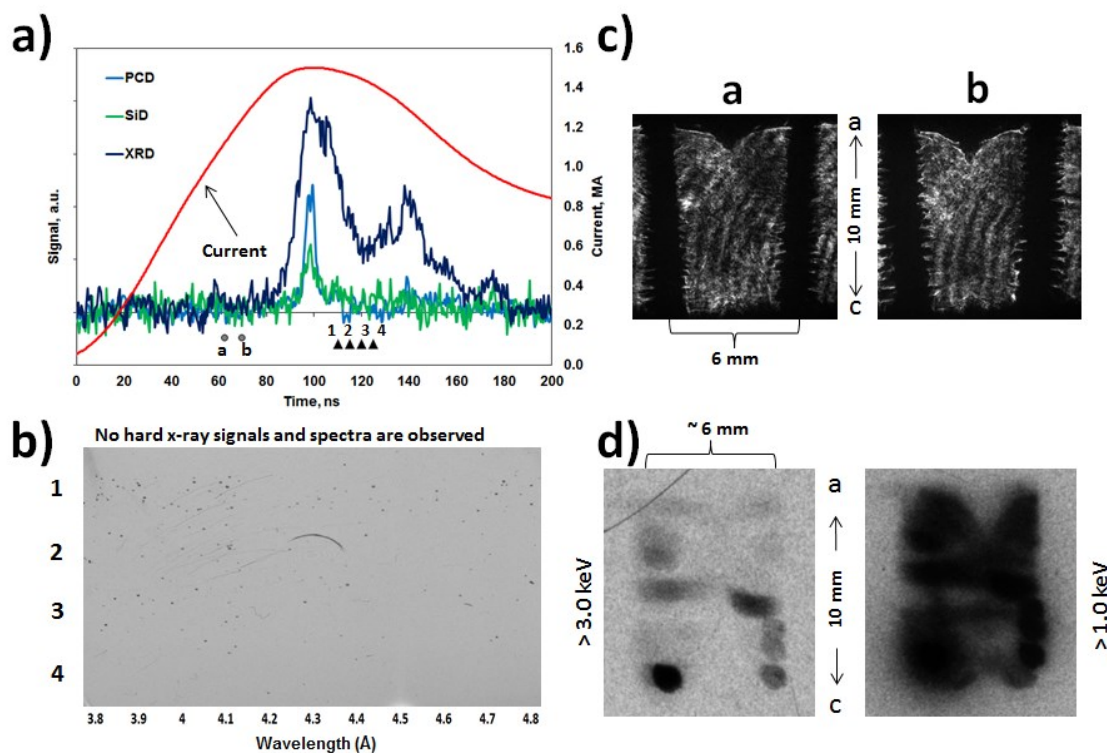 a)
PCD
SiD
XRD
Current
Signal, a.u.
Current, MA
1.6
1.4
1.2
1.0
0.8
0.6
0.4
0.2
0.0
1 2 3 4
a b
0 20 40 60 80 100 120 140 160 180 200
Time, ns
b)
No hard x-ray signals and spectra are observed
1
2
3
4
3.8 3.9 4 4.1 4.2 4.3 4.4 4.5 4.6 4.7 4.8
Wavelength (Å)
c)
a b
a
10 mm
c
6 mm
d)
~ 6 mm
> 3.0 keV
a
10 mm
c
> 1.0 keV